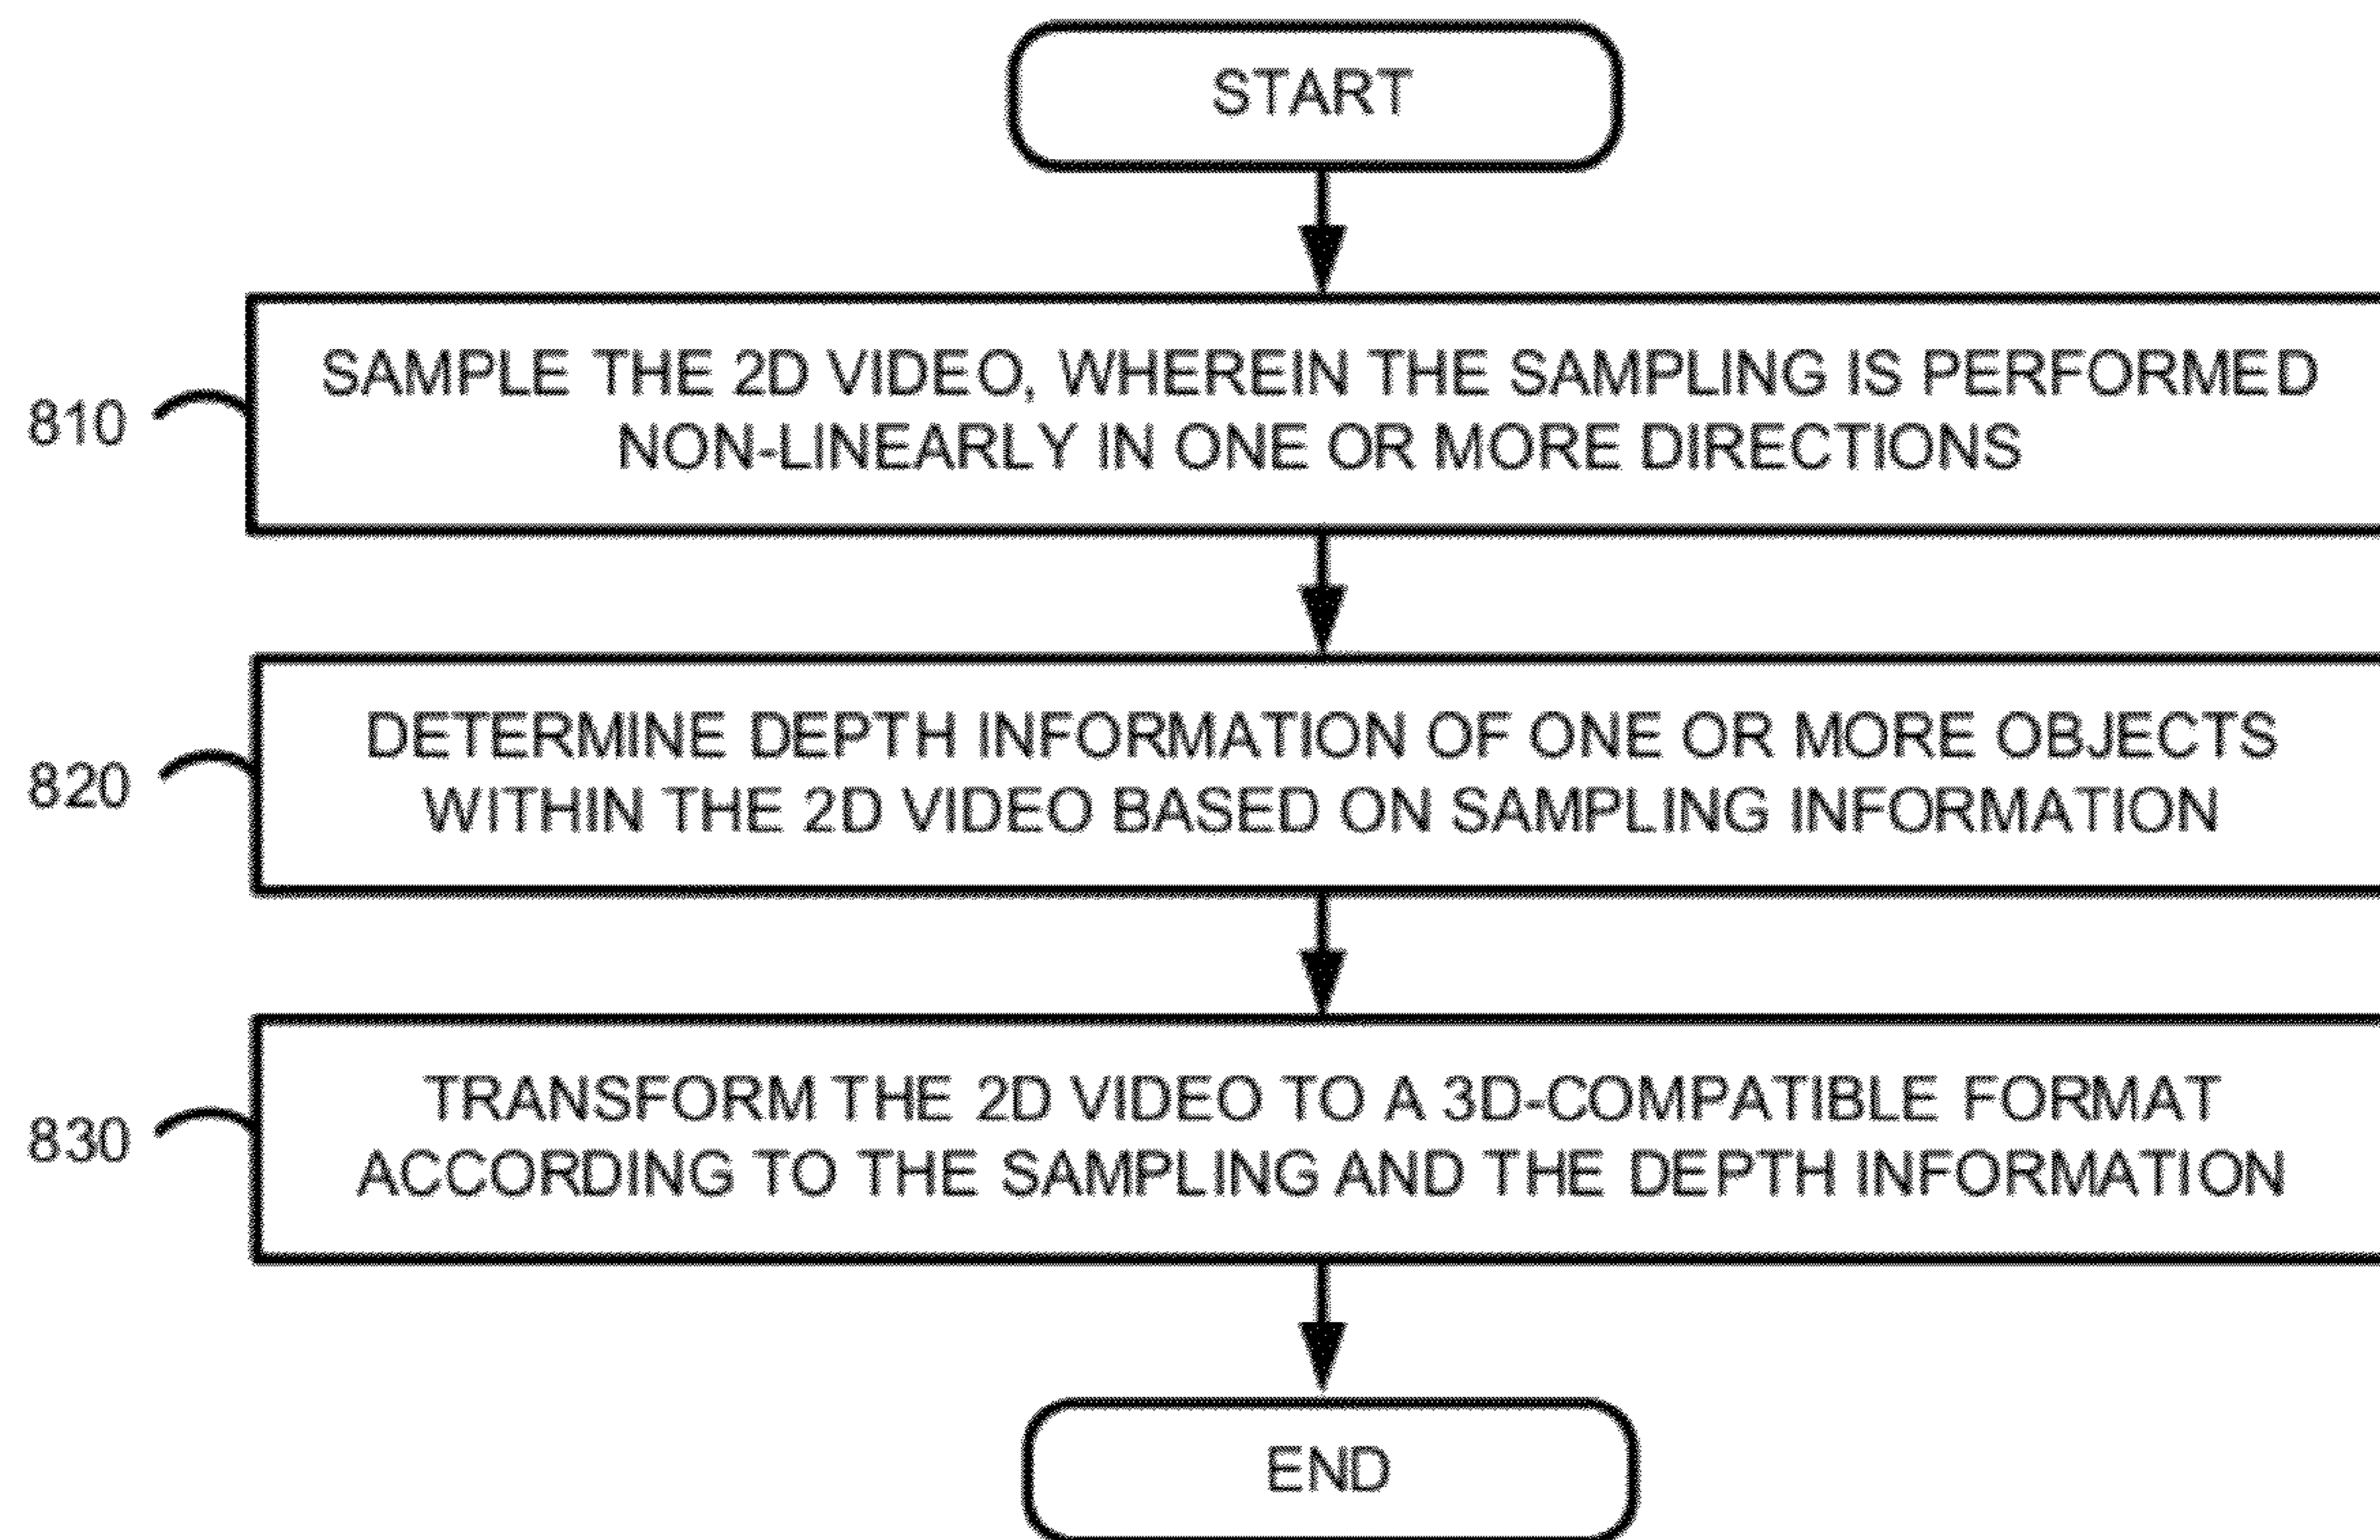 START
SAMPLE THE 2D VIDEO, WHEREIN THE SAMPLING IS PERFORMED
NON-LINEARLY IN ONE OR MORE DIRECTIONS
810
DETERMINE DEPTH INFORMATION OF ONE OR MORE OBJECTS
WITHIN THE 2D VIDEO BASED ON SAMPLING INFORMATION
820
TRANSFORM THE 2D VIDEO TO A 3D-COMPATIBLE FORMAT
ACCORDING TO THE SAMPLING AND THE DEPTH INFORMATION
830
END